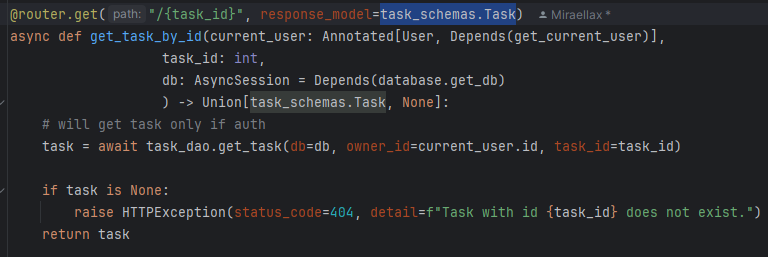 @router.get( path: "/{task_id}", response_model=task_schemas.Task) Miraellax *
async def get_task_by_id(current_user: Annotated[User, Depends(get_current_user)],
                         task_id: int,
                         db: AsyncSession = Depends(database.get_db)
                         ) -> Union[task_schemas.Task, None]:
    # will get task only if auth
    task = await task_dao.get_task(db=db, owner_id=current_user.id, task_id=task_id)
    if task is None:
        raise HTTPException(status_code=404, detail=f"Task with id {task_id} does not exist.")
    return task